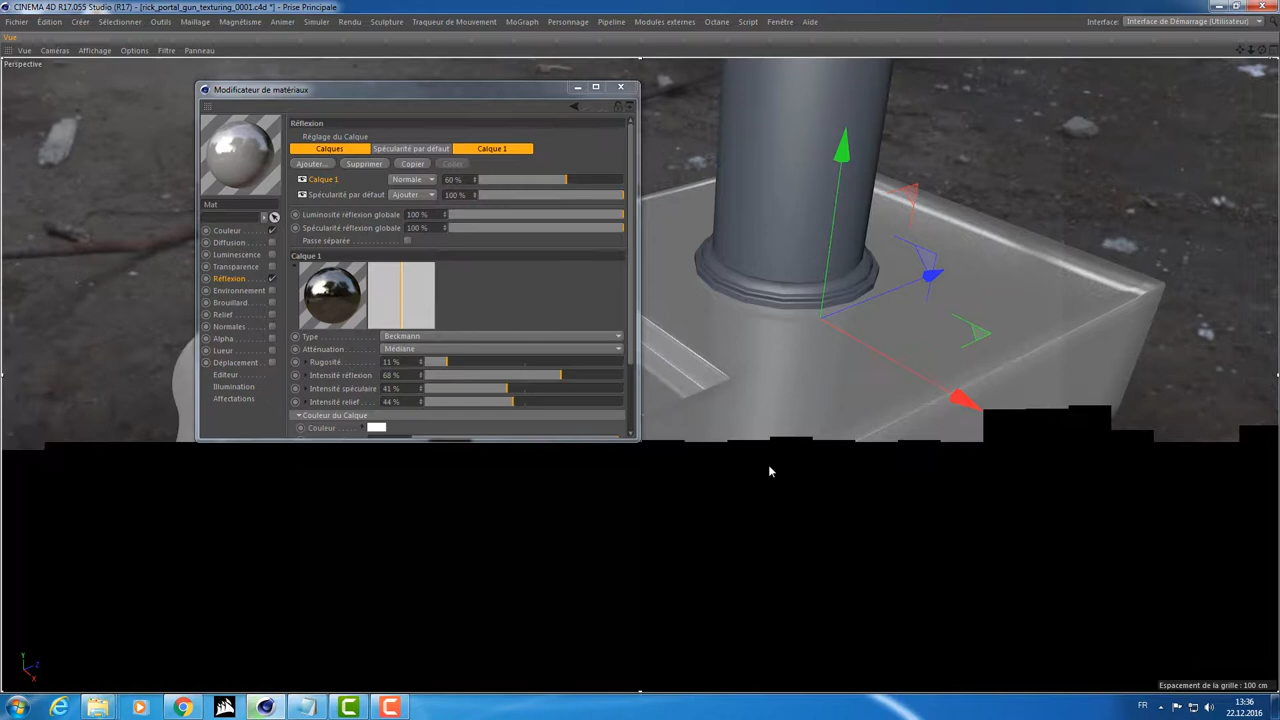 CINEMA 4D R17.055 Studio (R17) - [rick_portal_gun_texturing_0001.c4d *] - Prise Principale
Fichier Édition Créer Sélectionner Outils Maillage Magnétisme Animer Simuler Rendu Sculpture Traqueur de Mouvement MoGraph Personnage Pipeline Modules externes Octane Script Fenêtre Aide Interface: Interface de Démarrage (Utilisateur)
Vue
Vue Caméras Affichage Options Filtre Panneau
Perspective
Modificateur de matériaux
Mat
Couleur
Diffusion
Luminescence
Transparence
Réflexion
Environnement
Brouillard
Relief
Normales
Alpha
Lueur
Déplacement
Editeur
Illumination
Affectations
Réflexion
Réglage du Calque
Calques Spécularité par défaut Calque 1
Ajouter... Supprimer Copier Coller
Calque 1 Normale 60 %
Spécularité par défaut Ajouter 100 %
Luminosité réflexion globale 100 %
Spécularité réflexion globale 100 %
Passe séparée
Calque 1
Type Beckmann
Atténuation Médiane
Rugosité 11 %
Intensité réflexion 68 %
Intensité spéculaire 41 %
Intensité relief 44 %
Couleur du Calque
Couleur
Y
Z
X
Espacement de la grille : 100 cm
FR 13:36
22.12.2016